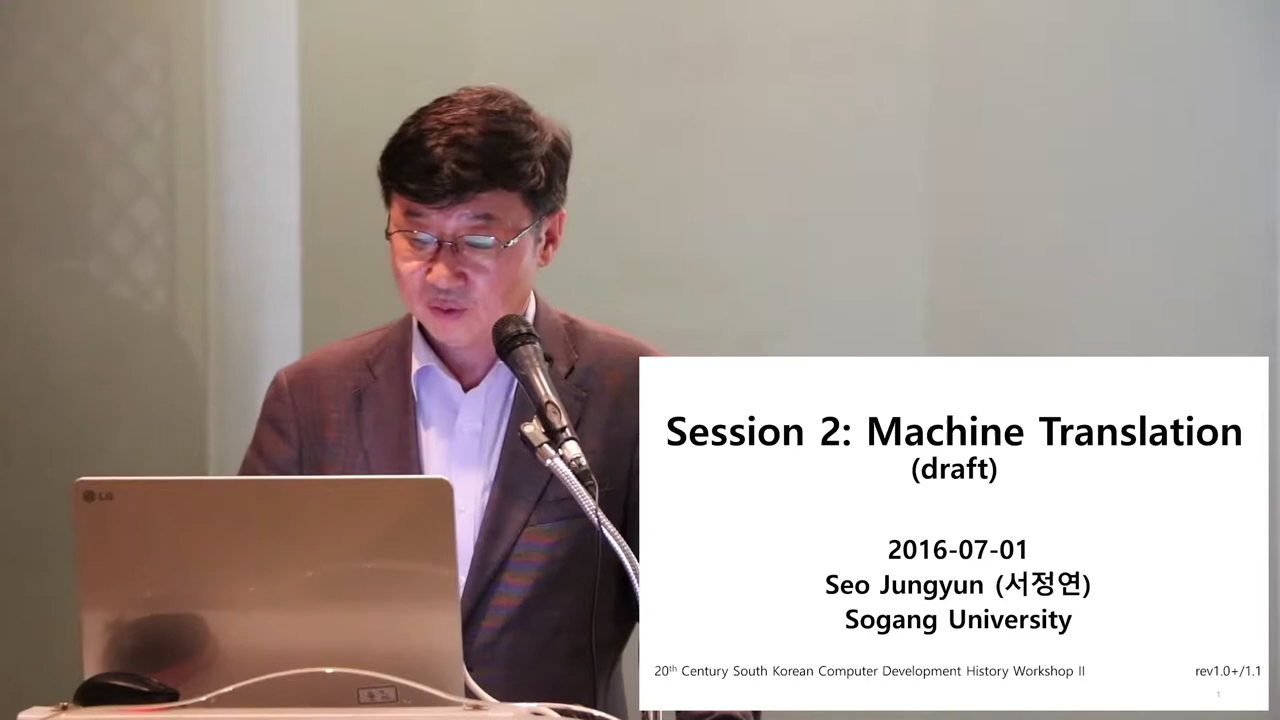 LG
Session 2: Machine Translation
(draft)
2016-07-01
Seo Jungyun (서정연)
Sogang University
20th Century South Korean Computer Development History Workshop II
rev1.0+/1.1
1